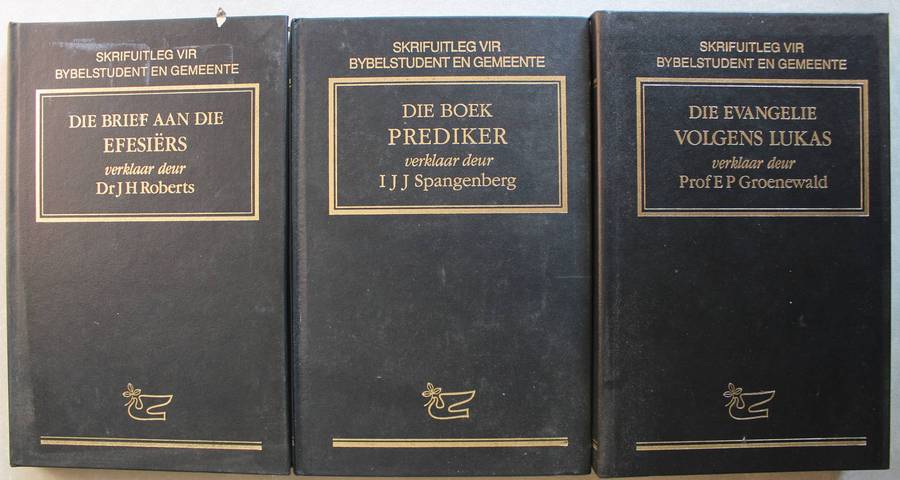 SKRIFUITLEG VIR
BYBELSTUDENT EN GEMEENTE
DIE BRIEF AAN DIE
EFESIËRS
verklaar deur
Dr J H Roberts
SKRIFUITLEG VIR
BYBELSTUDENT EN GEMEENTE
DIE BOEK
PREDIKER
verklaar deur
I J J Spangenberg
SKRIFUITLEG VIR
BYBELSTUDENT EN GEMEENTE
DIE EVANGELIE
VOLGENS LUKAS
verklaar deur
Prof E P Groenewald